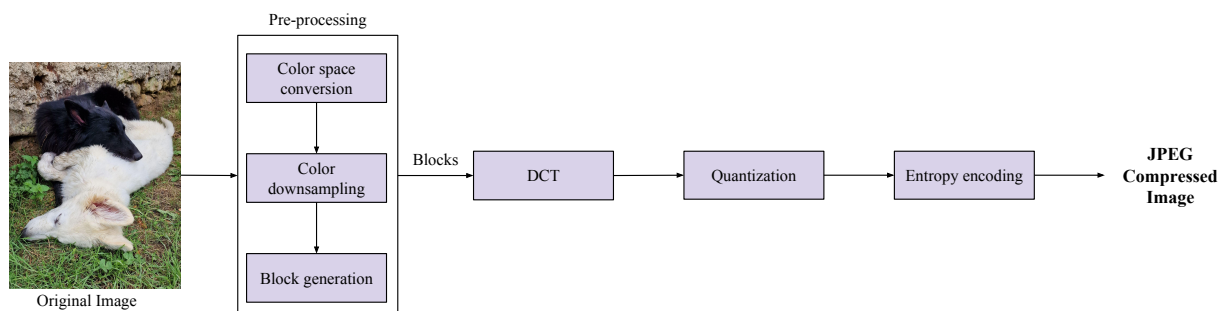 Pre-processing
Color space
conversion
Color
downsampling
Block generation
Original Image
Blocks
DCT
Quantization
Entropy encoding
JPEG
Compressed
Image